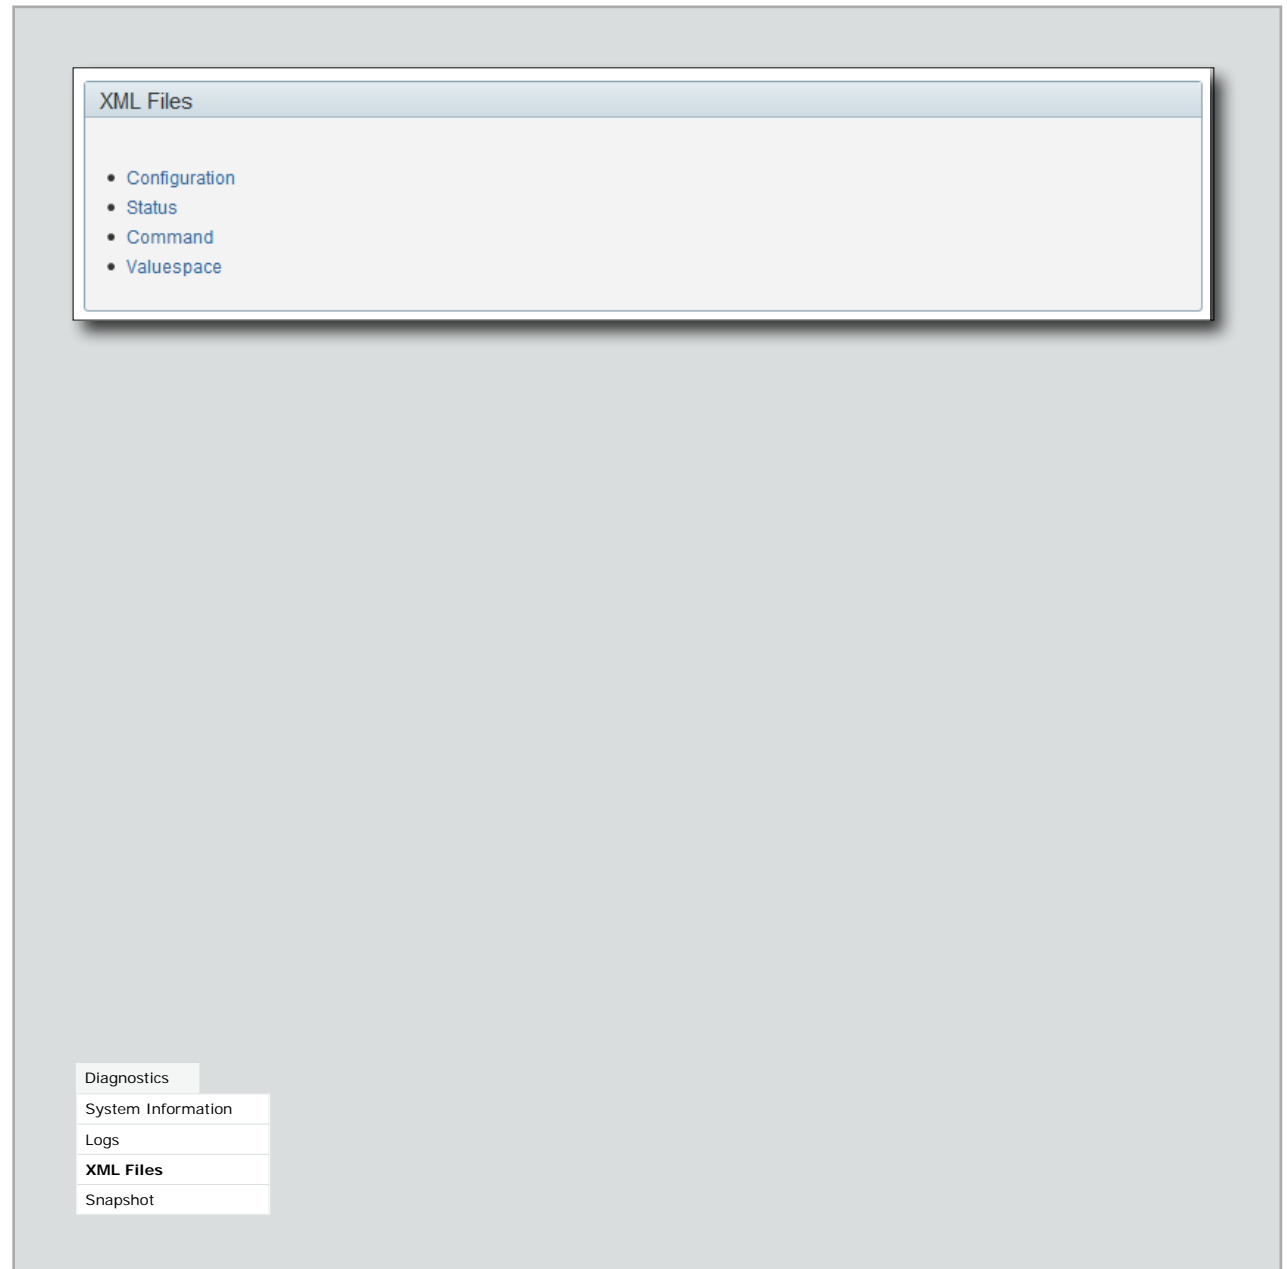 XML Files
• Configuration
• Status
• Command
• Valuespace
Diagnostics
System Information
Logs
XML Files
Snapshot